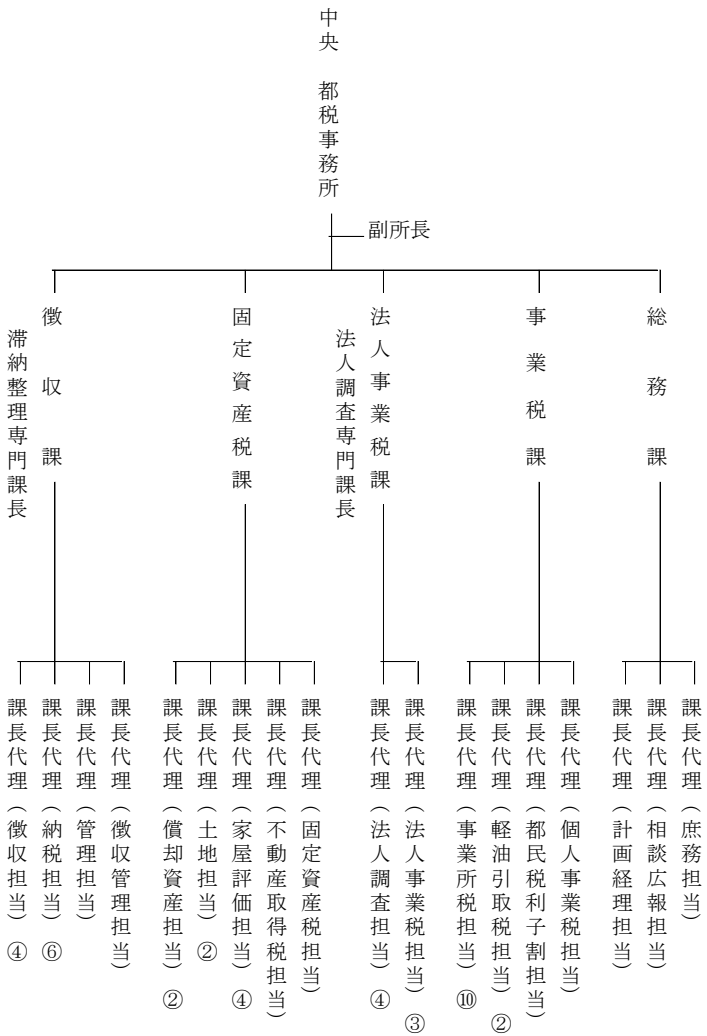 中央　都税事務所
副所長
総務課
課長代理（庶務担当）
課長代理（相談広報担当）
課長代理（計画経理担当）
事業税課
課長代理（個人事業税担当）
課長代理（都民税利子割担当）
課長代理（軽油引取税担当）②
課長代理（事業所税担当）⑩
法人事業税課
法人調査専門課長
課長代理（法人事業税担当）③
課長代理（法人調査担当）④
固定資産税課
課長代理（固定資産税担当）
課長代理（不動産取得税担当）
課長代理（家屋評価担当）④
課長代理（土地担当）②
課長代理（償却資産担当）②
徴収課
滞納整理専門課長
課長代理（徴収管理担当）
課長代理（管理担当）
課長代理（納税担当）⑥
課長代理（徴収担当）④